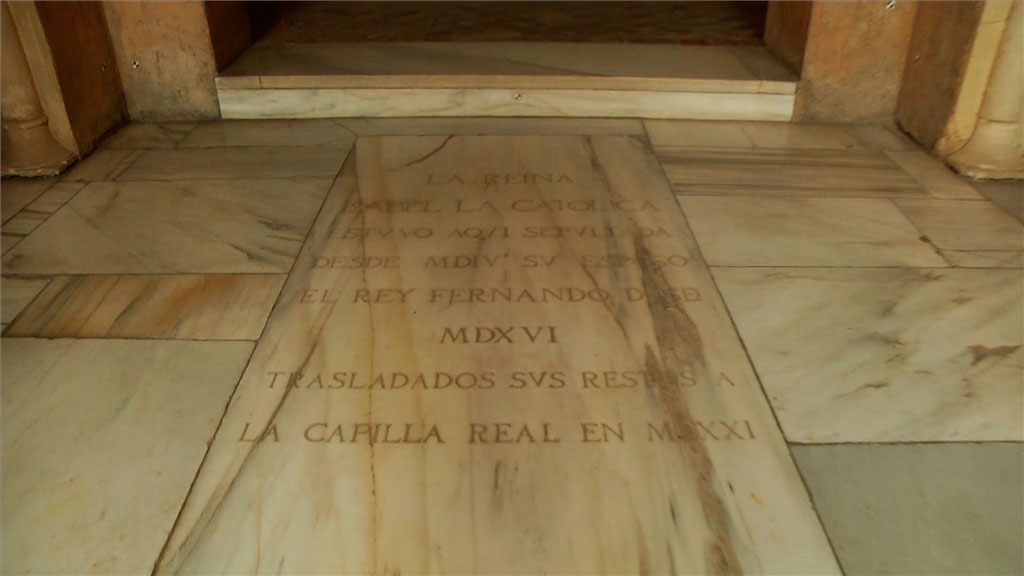 LA REINA
ISABEL LA CATOLICA
ESTVVO AQVI SEPVLTADA
DESDE MDIV SV ESPOSO
EL REY FERNANDO DESDE
MDXVI
TRASLADADOS SVS RESTOS A
LA CAPILLA REAL EN MDXXI